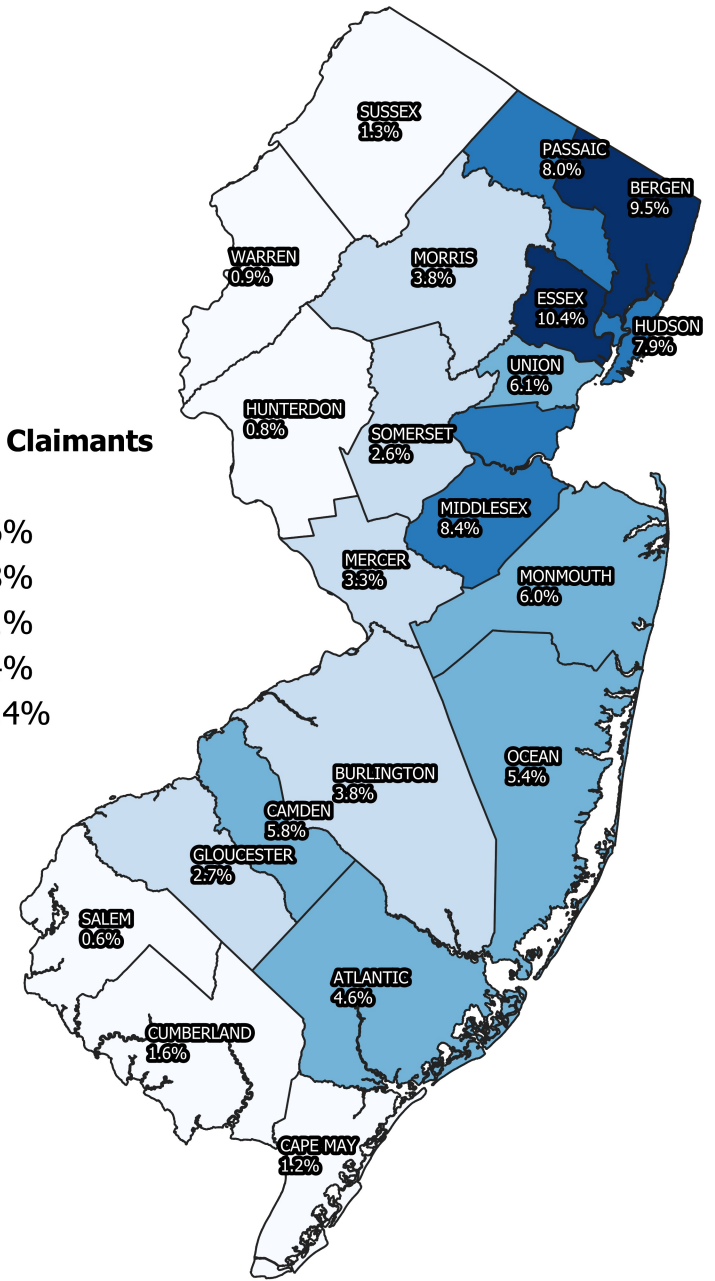 SUSSEX
1.3%
PASSAIC
8.0%
BERGEN
9.5%
WARREN
0.9%
MORRIS
3.8%
ESSEX
10.4%
HUDSON
7.9%
UNION
6.1%
HUNTERDON
0.8%
SOMERSET
2.6%
Claimants
MIDDLESEX
8.4%
MERCER
3.3%
MONMOUTH
6.0%
4%
OCEAN
5.4%
BURLINGTON
3.8%
CAMDEN
5.8%
GLOUCESTER
2.7%
SALEM
0.6%
ATLANTIC
4.6%
CUMBERLAND
1.6%
CAPE MAY
1.2%